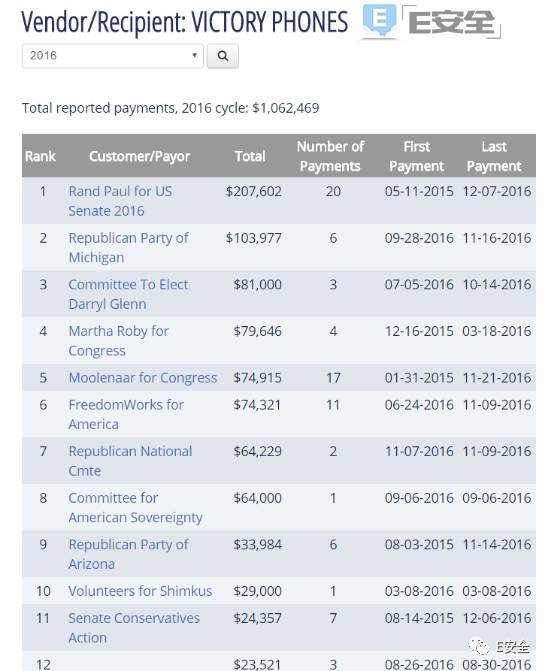 Vendor/Recipient: VICTORY PHONES
E E安全
2016
Total reported payments, 2016 cycle: $1,062,469
Rank Customer/Payor Total Number of Payments First Payment Last Payment
1 Rand Paul for US $207,602 20 05-11-2015 12-07-2016
Senate 2016
2 Republican Party of $103,977 6 09-28-2016 11-16-2016
Michigan
3 Committee To Elect $81,000 3 07-05-2016 10-14-2016
Darryl Glenn
4 Martha Roby for $79,646 4 12-16-2015 03-18-2016
Congress
5 Moolenaar for Congress $74,915 17 01-31-2015 11-21-2016
6 FreedomWorks for $74,321 11 06-24-2016 11-09-2016
America
7 Republican National $64,229 2 11-07-2016 11-09-2016
Cmte
8 Committee for $64,000 1 09-06-2016 09-06-2016
American Sovereignty
9 Republican Party of $33,984 6 08-03-2015 11-14-2016
Arizona
10 Volunteers for Shimkus $29,000 1 03-08-2016 03-08-2016
11 Senate Conservatives $24,357 7 08-14-2015 12-06-2016
Action
E安全
12 $23,521 3 08-26-2016 08-30-2016